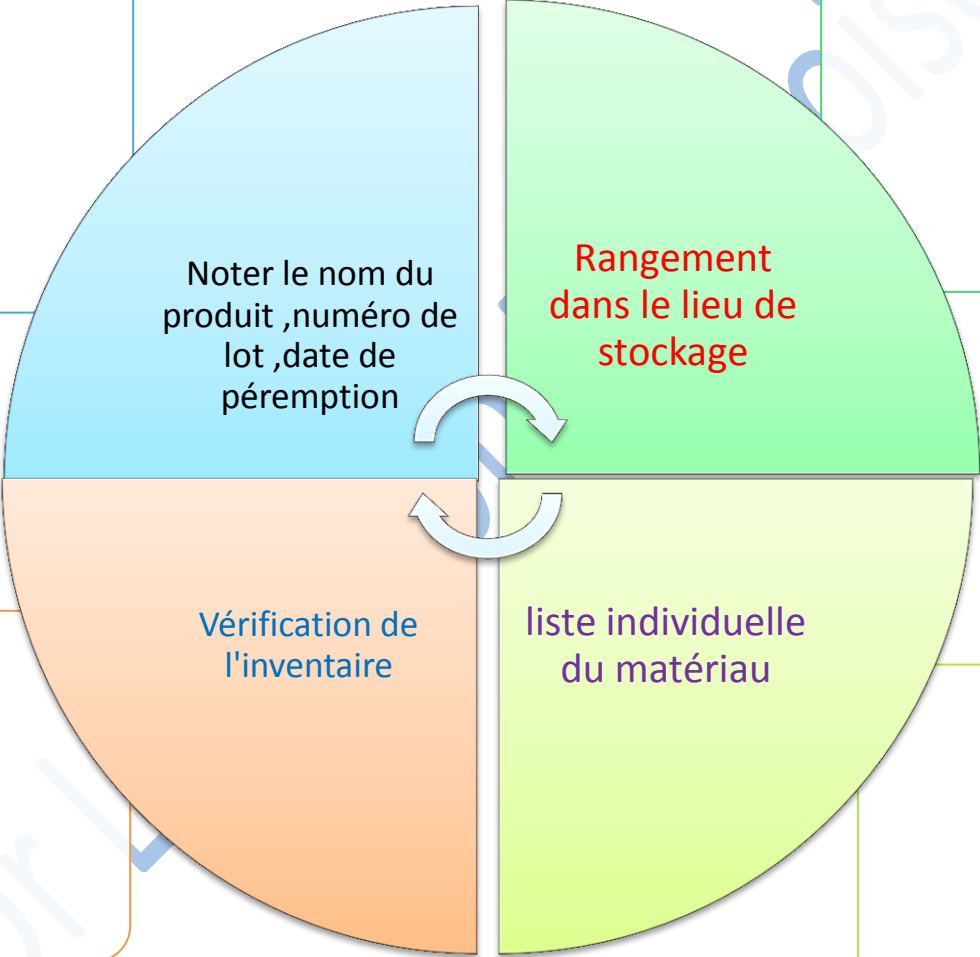 Noter le nom du
produit ,numéro de
lot ,date de
péremption
Rangement
dans le lieu de
stockage
Vérification de
l'inventaire
liste individuelle
du matériau